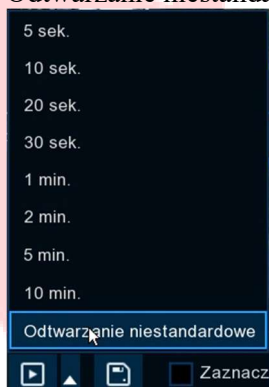 5 sek.
10 sek.
20 sek.
30 sek.
1 min.
2 min.
5 min.
10 min.
Odtwarzanie niestandardowe
Zaznacz